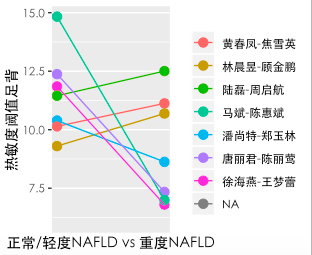 15.0
12.5
10.0
7.5
热敏度阈值足背
正常/轻度NAFLD vs 重度NAFLD
黄春凤-焦雪英
林晨昱-顾金鹏
陆磊-周启航
马斌-陈惠斌
潘尚特-郑玉林
唐丽君-陈丽莺
徐海燕-王梦蕾
NA